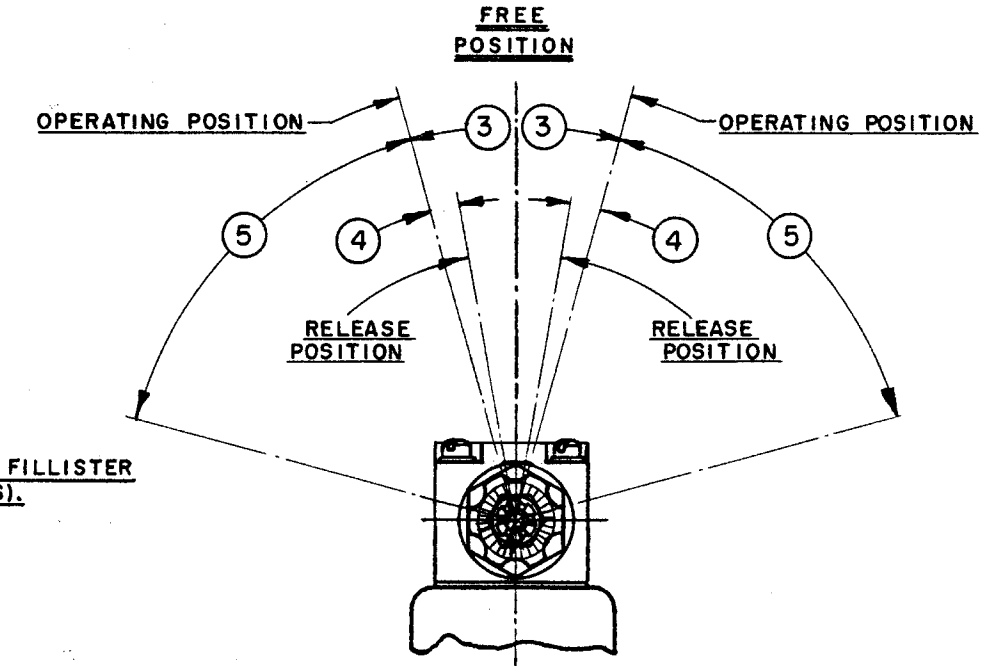 FREE
POSITION
OPERATING POSITION
3
3
OPERATING POSITION
5
4
4
5
RELEASE
POSITION
RELEASE
POSITION
FILLISTER
).